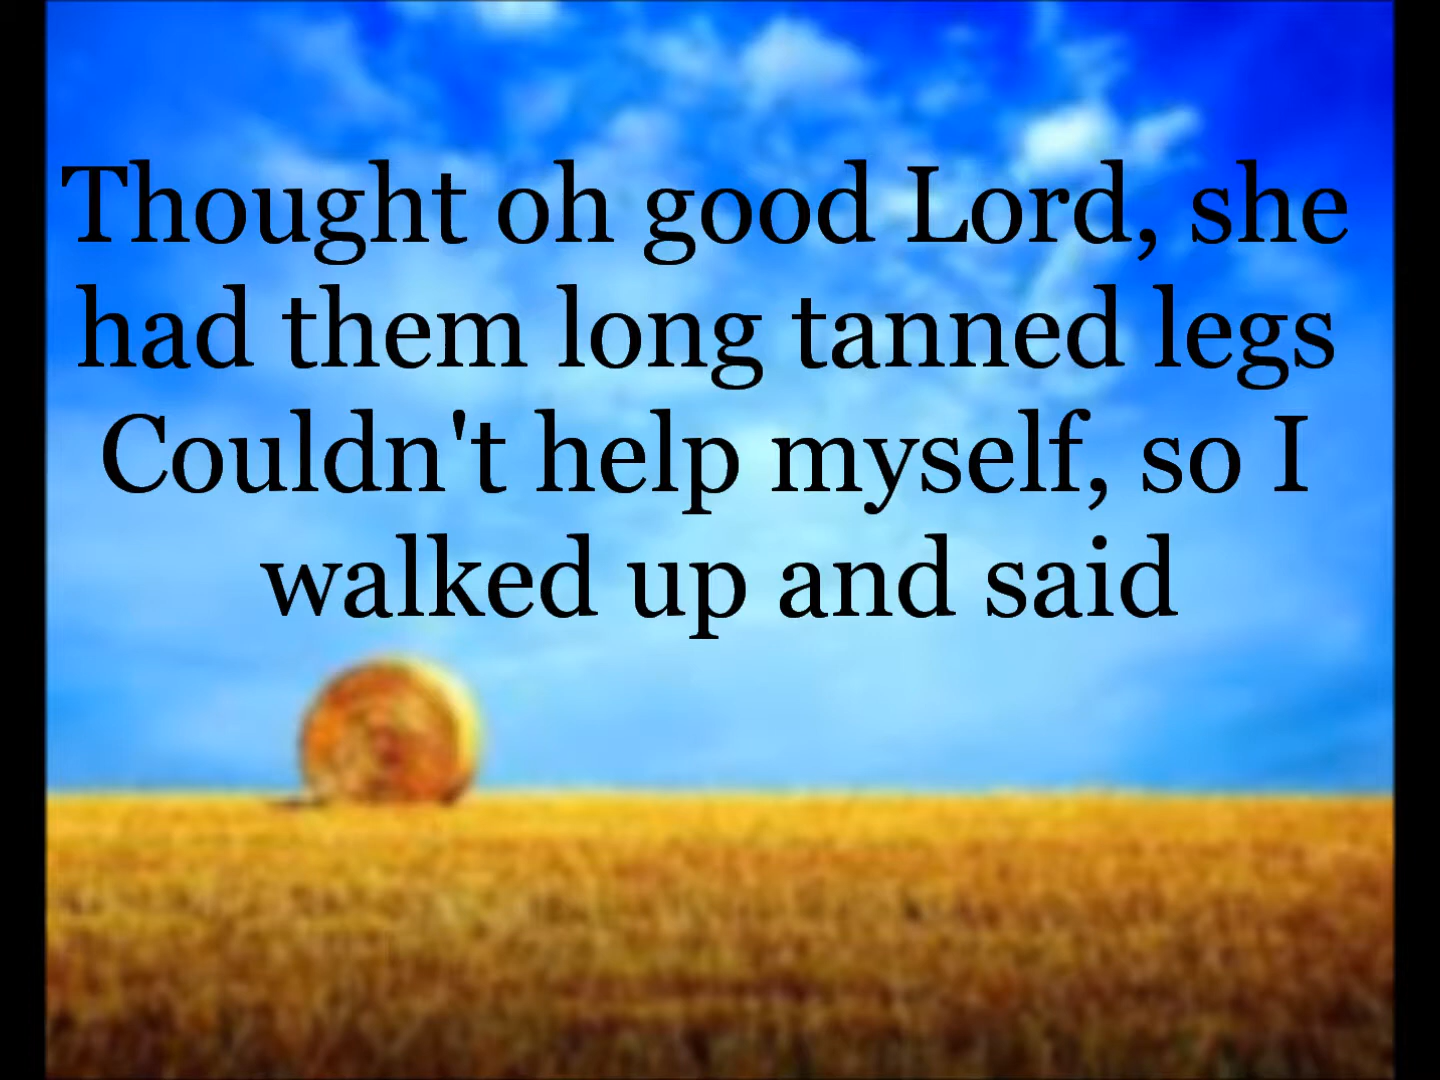 Thought oh good Lord, she
had them long tanned legs
Couldn't help myself, so I
walked up and said